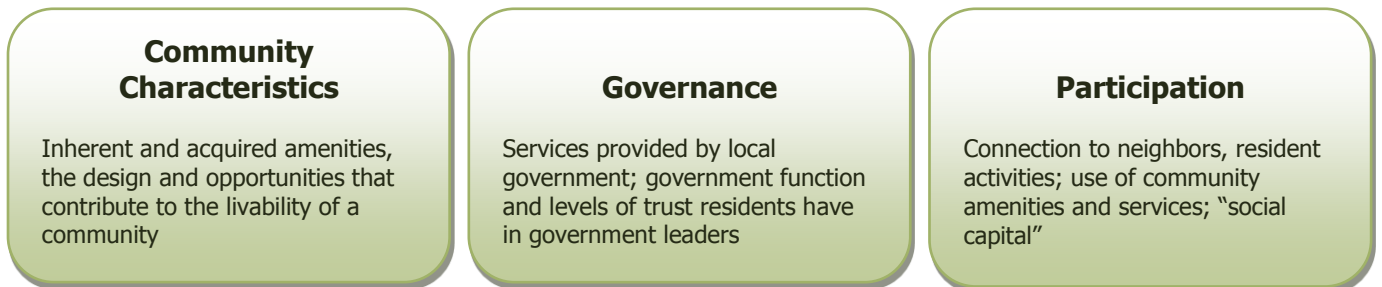 Community
Characteristics
Inherent and acquired amenities,
the design and opportunities that
contribute to the livability of a
community
Governance
Services provided by local
government; government function
and levels of trust residents have
in government leaders
Participation
Connection to neighbors, resident
activities; use of community
amenities and services; “social
capital”